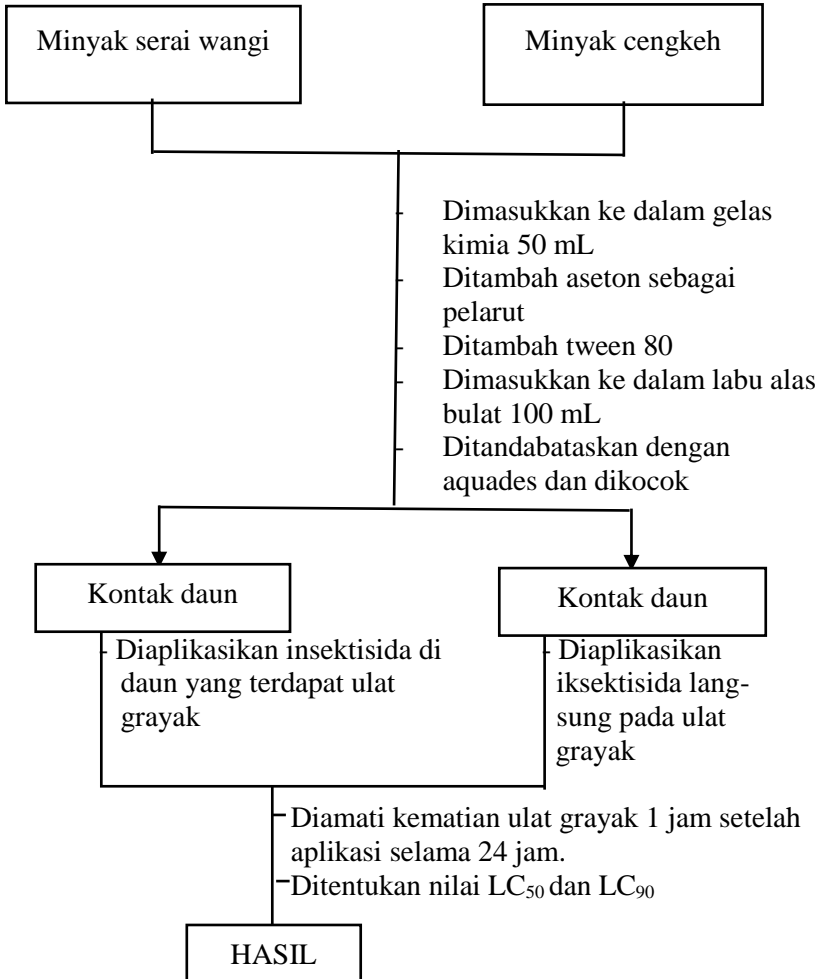 Minyak serai wangi
Minyak cengkeh
- Dimasukkan ke dalam gelas
kimia 50 mL
- Ditambah aseton sebagai
pelarut
- Ditambah tween 80
- Dimasukkan ke dalam labu alas
bulat 100 mL
- Ditandabataskan dengan
aquades dan dikocok
Kontak daun
- Diaplikasikan insektisida di
daun yang terdapat ulat
grayak
Kontak daun
- Diaplikasikan
iksektisida lang-
sung pada ulat
grayak
- Diamati kematian ulat grayak 1 jam setelah
aplikasi selama 24 jam.
- Ditentukan nilai LC₅₀ dan LC₉₀
HASIL